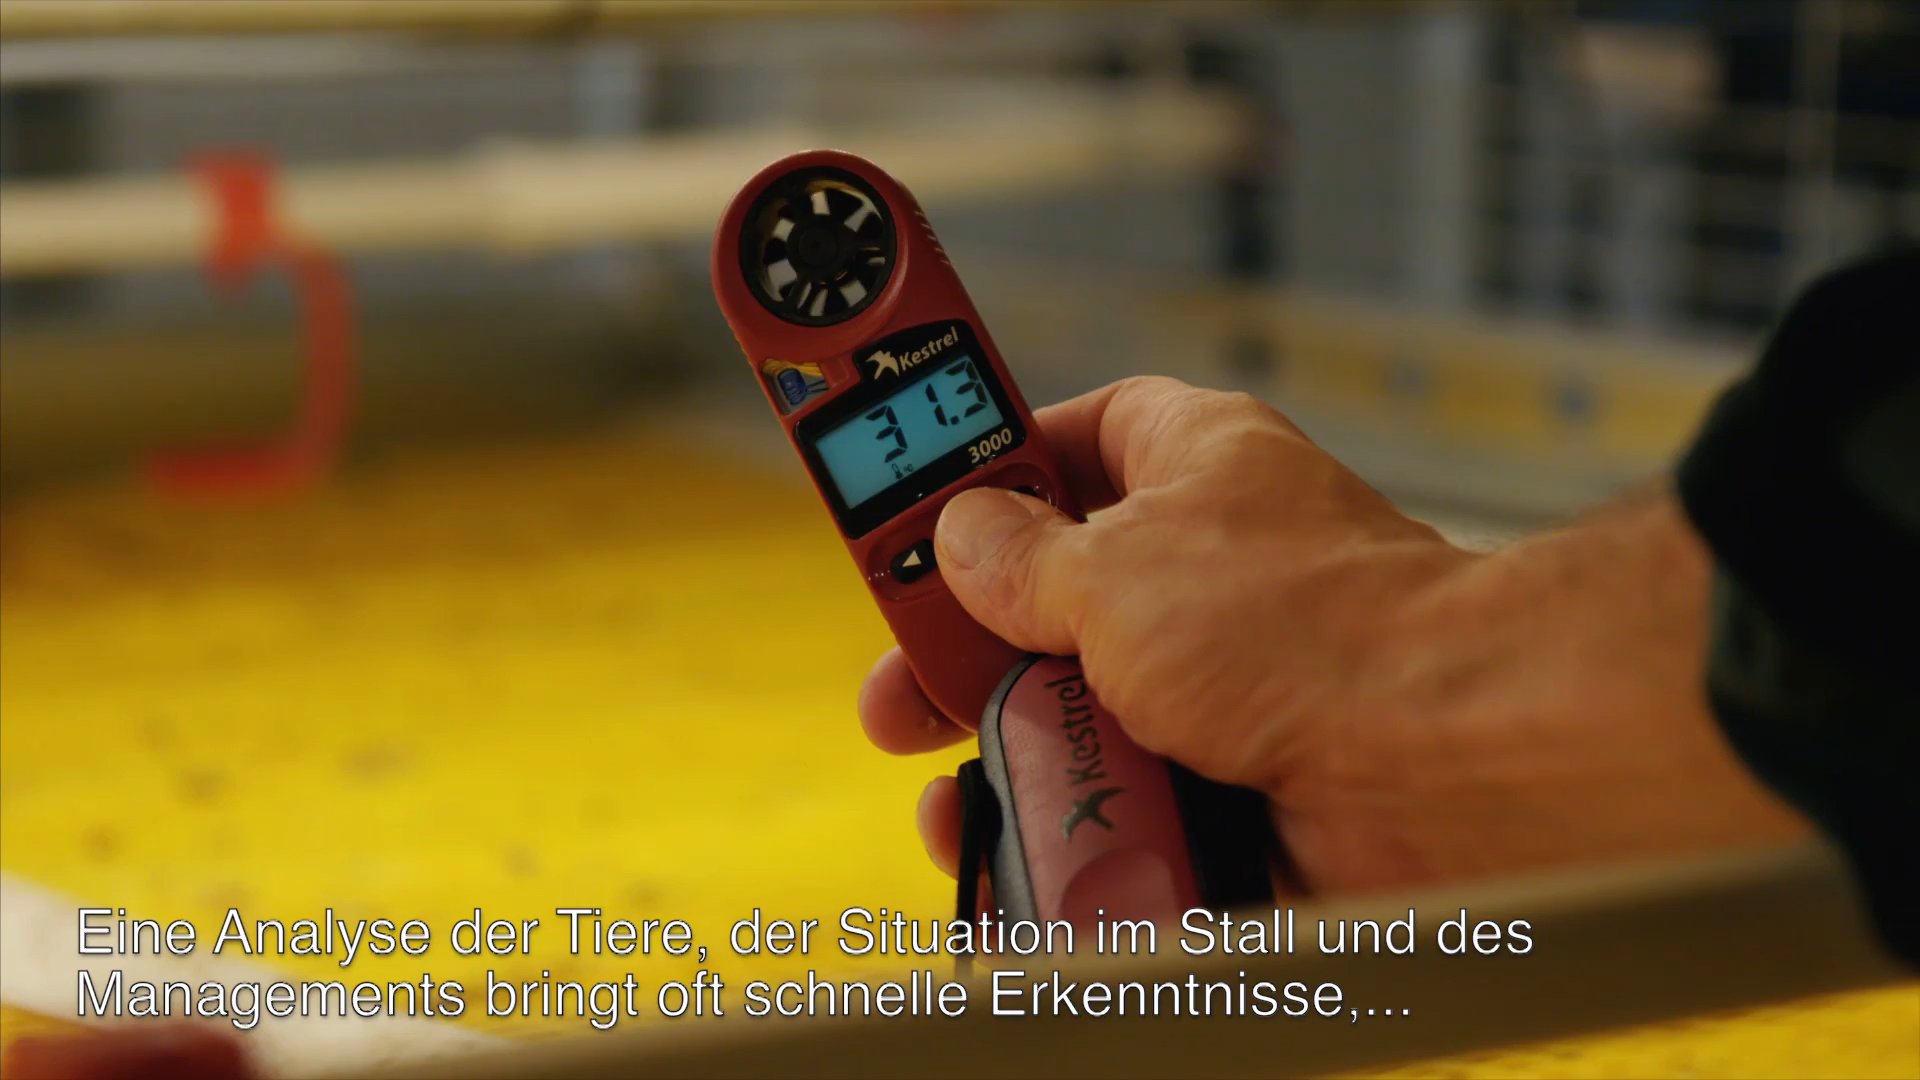 Kestrel
31.3
°C
3000
Kestrel
Eine Analyse der Tiere, der Situation im Stall und des
Managements bringt oft schnelle Erkenntnisse,...